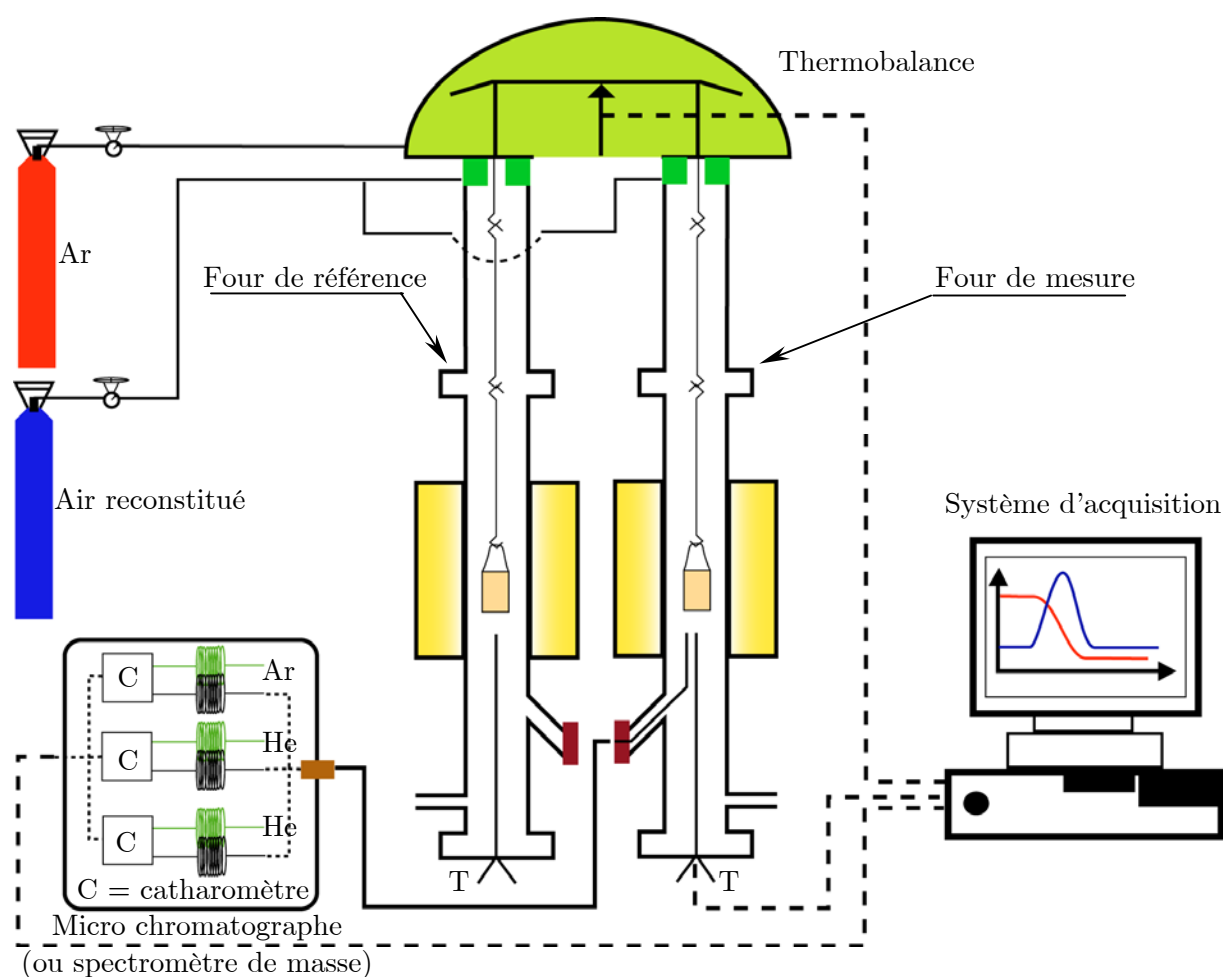 Thermobalance
Ar
Four de référence
Four de mesure
Air reconstitué
Système d'acquisition
C
Ar
C
He
C
He
C = catharomètre
T
T
Micro chromatographe
(ou spectromètre de masse)